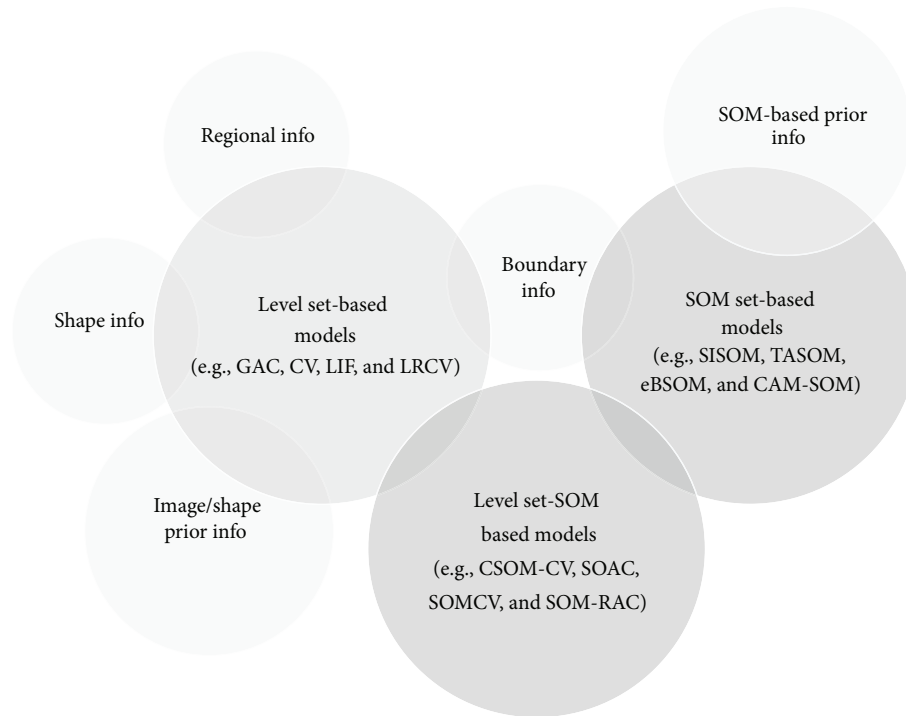 SOM-based prior
info
Regional info
Boundary
info
Shape info
Level set-based
models
(e.g., GAC, CV, LIF, and LRCV)
SOM set-based
models
(e.g., SISOM, TASOM,
eBSOM, and CAM-SOM)
Image/shape
prior info
Level set-SOM
based models
(e.g., CSOM-CV, SOAC,
SOMCV, and SOM-RAC)